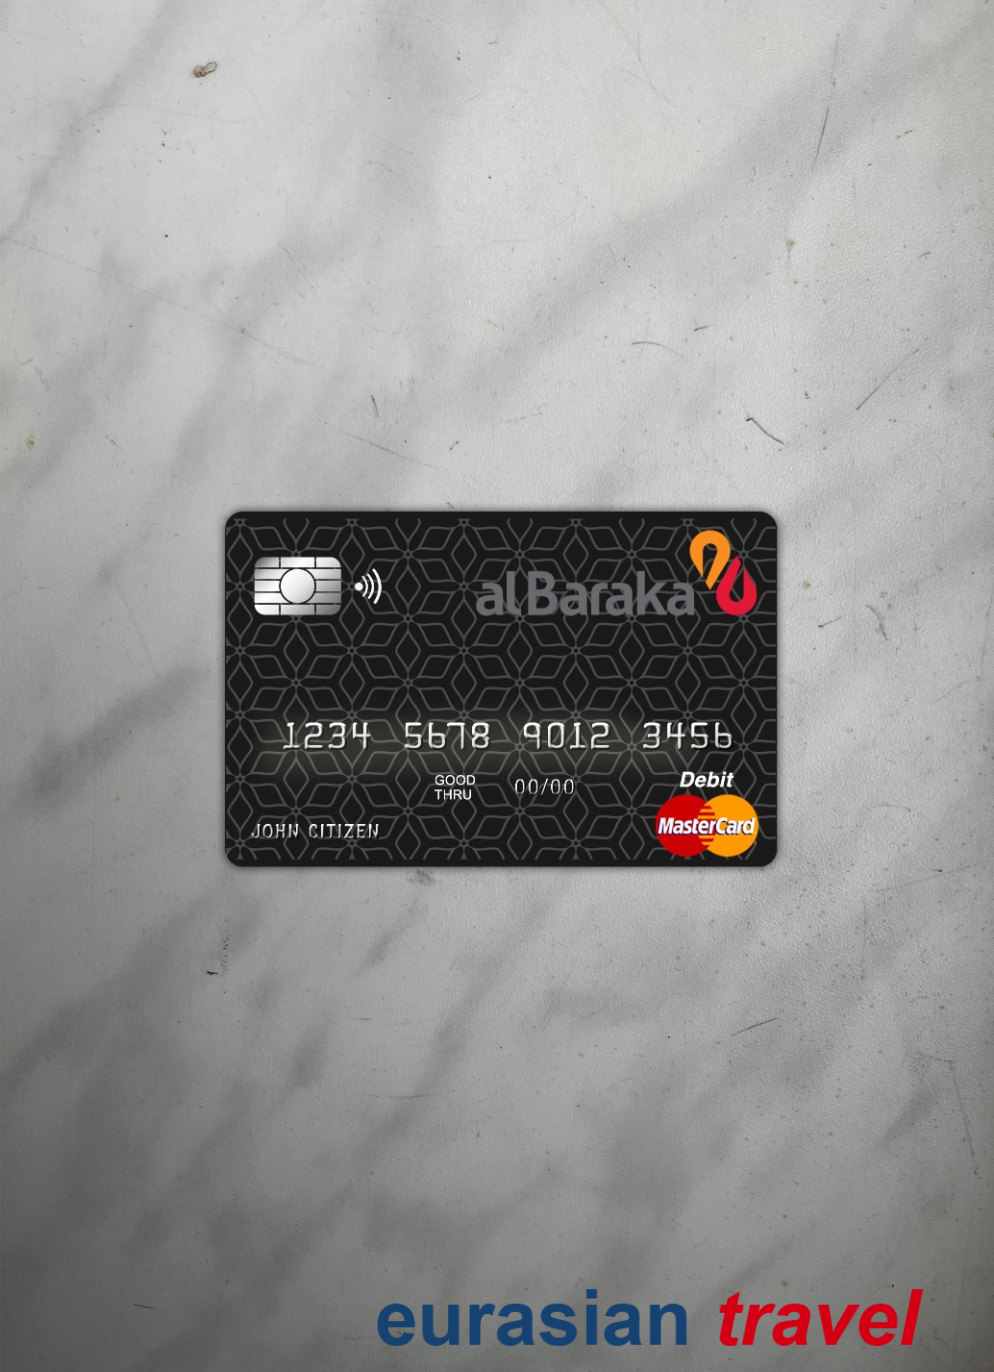 alBaraka
1234 5678 9012 3456
GOOD THRU 00/00
Debit
MasterCard
JOHN CITIZEN
eurasian travel